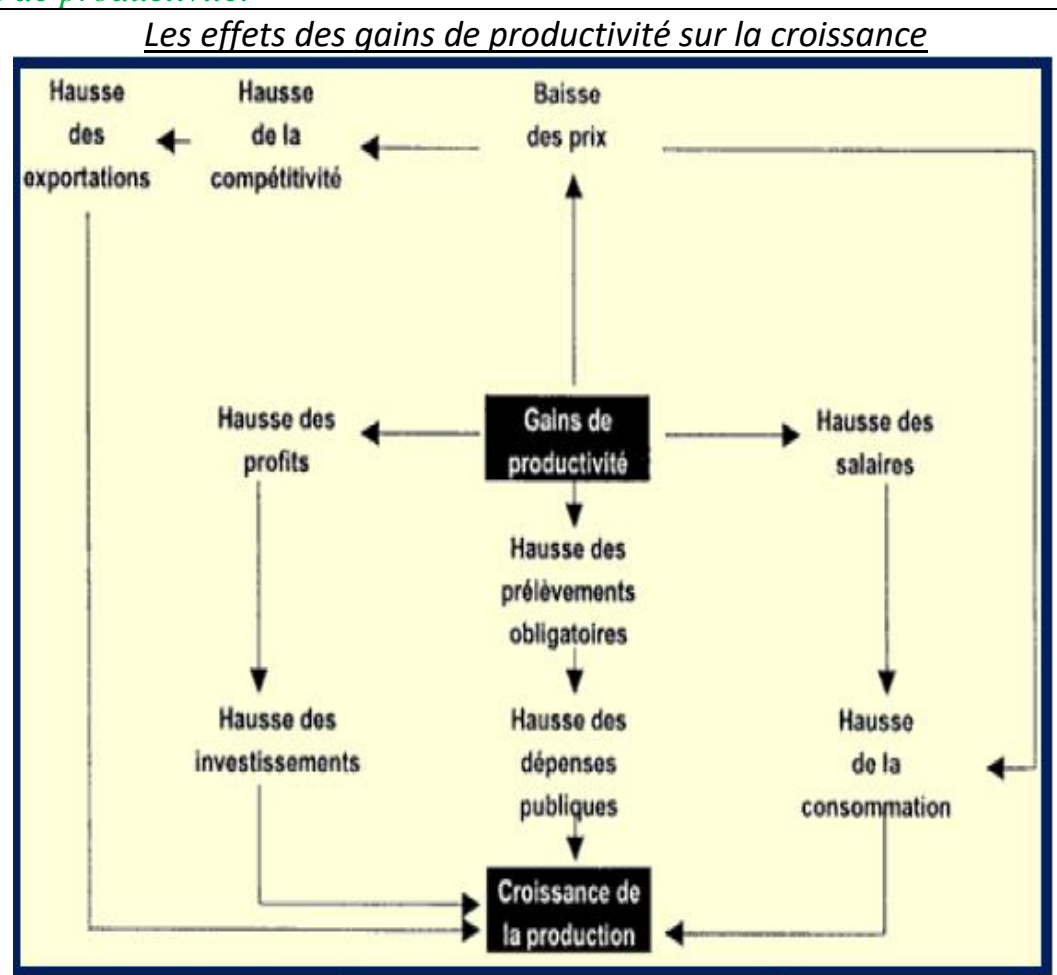 de productivité.
Les effets des gains de productivité sur la croissance
Hausse
des
exportations
Hausse
de la
compétitivité
Baisse
des prix
Hausse des
profits
Gains de
productivité
Hausse des
salaires
Hausse des
prélèvements
obligatoires
Hausse des
investissements
Hausse des
dépenses
publiques
Hausse
de la
consommation
Croissance de
la production